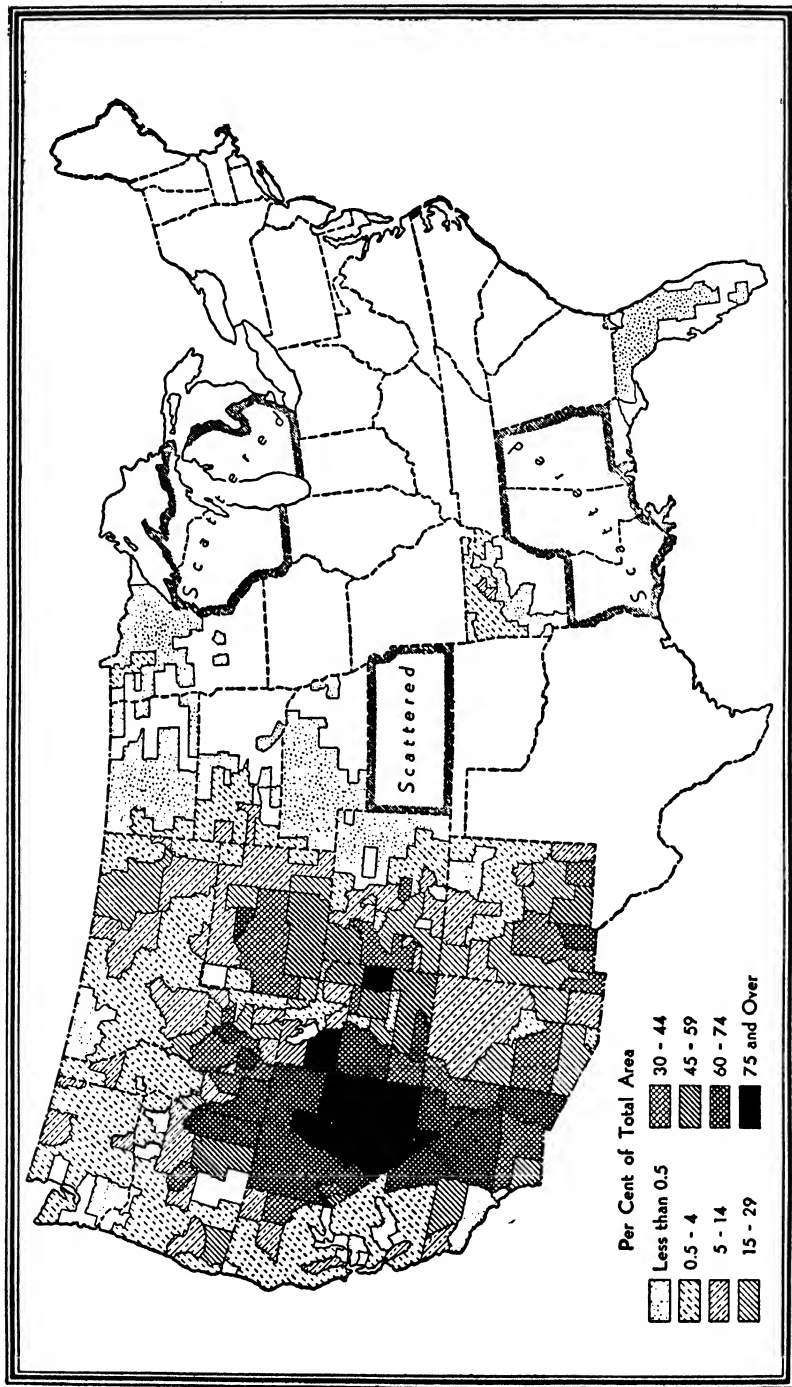 Scattered
Scattered
Scattered
Per Cent of Total Area
Less than 0.5
0.5 - 4
5 - 14
15 - 29
30 - 44
45 - 59
60 - 74
75 and Over